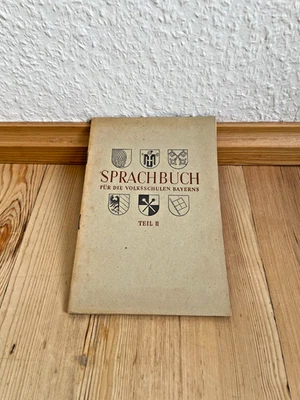 SPRACHBUCH
FÜR DIE VOLKSSCHULEN BAYERNS
TEIL II